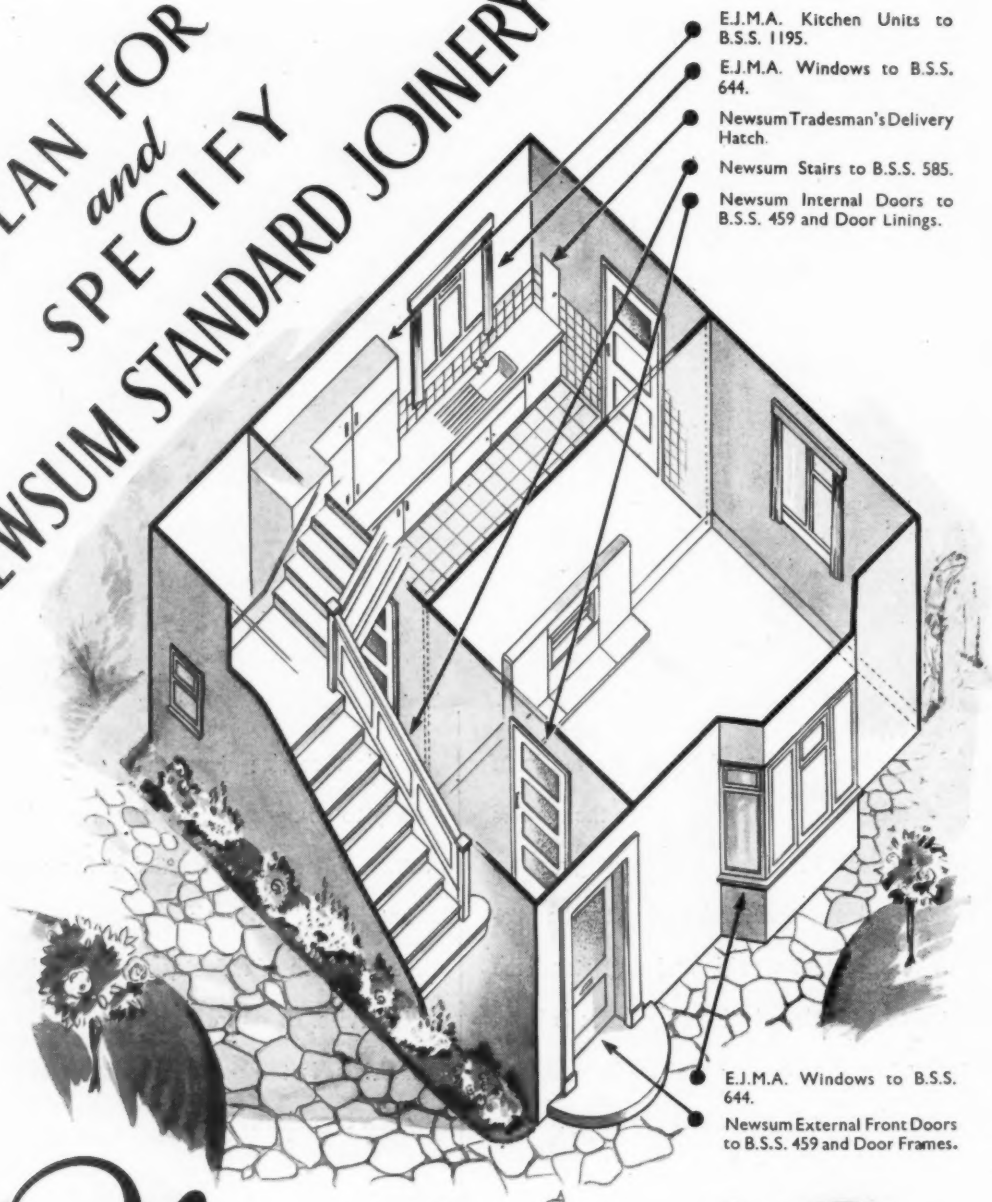 LAN FOR
and
SPECIFY
WSUM STANDARD JOINERY
E.J.M.A. Kitchen Units to
B.S.S. 1195.
E.J.M.A. Windows to B.S.S.
644.
Newsum Tradesman's Delivery
Hatch.
Newsum Stairs to B.S.S. 585.
Newsum Internal Doors to
B.S.S. 459 and Door Linings.
E.J.M.A. Windows to B.S.S.
644.
Newsum External Front Doors
to B.S.S. 459 and Door Frames.